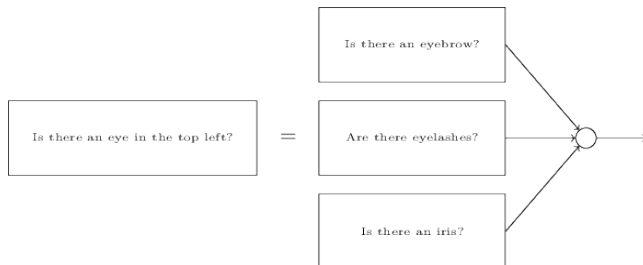 Is there an eyebrow?
Is there an eye in the top left?
=
Are there eyelashes?
Is there an iris?